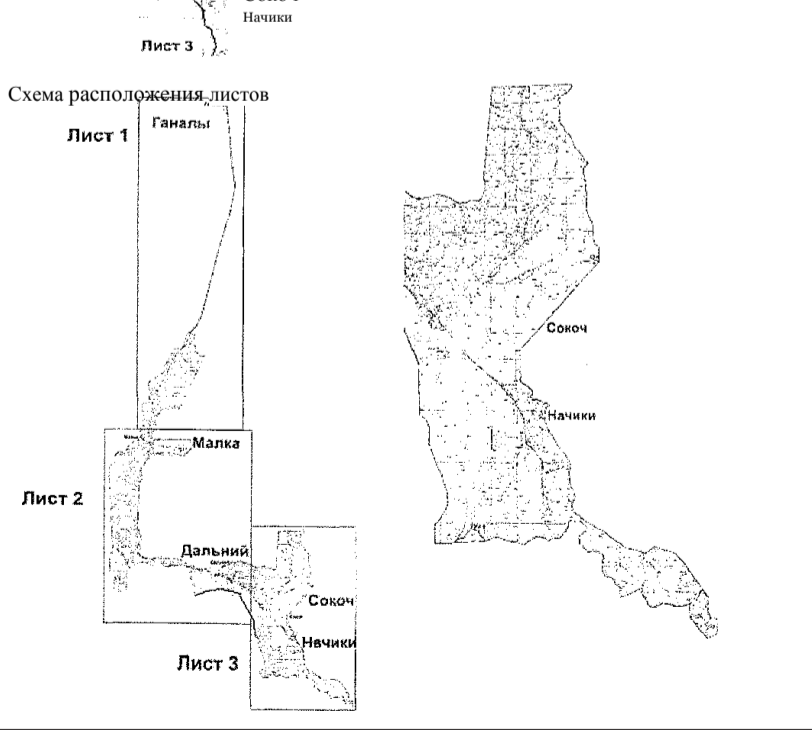 Начики
Лист 3
Схема расположения листов
Лист 1
Ганалы
Сокоч
Начики
Малка
Лист 2
Дальний
Сокоч
Начики
Лист 3